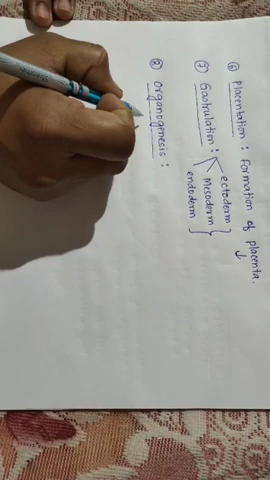 ⑥ Placentation : Formation of placenta.
↓
⑦ Gastrulation : ectoderm
Mesoderm
endoderm
⑧ Organogenesis :